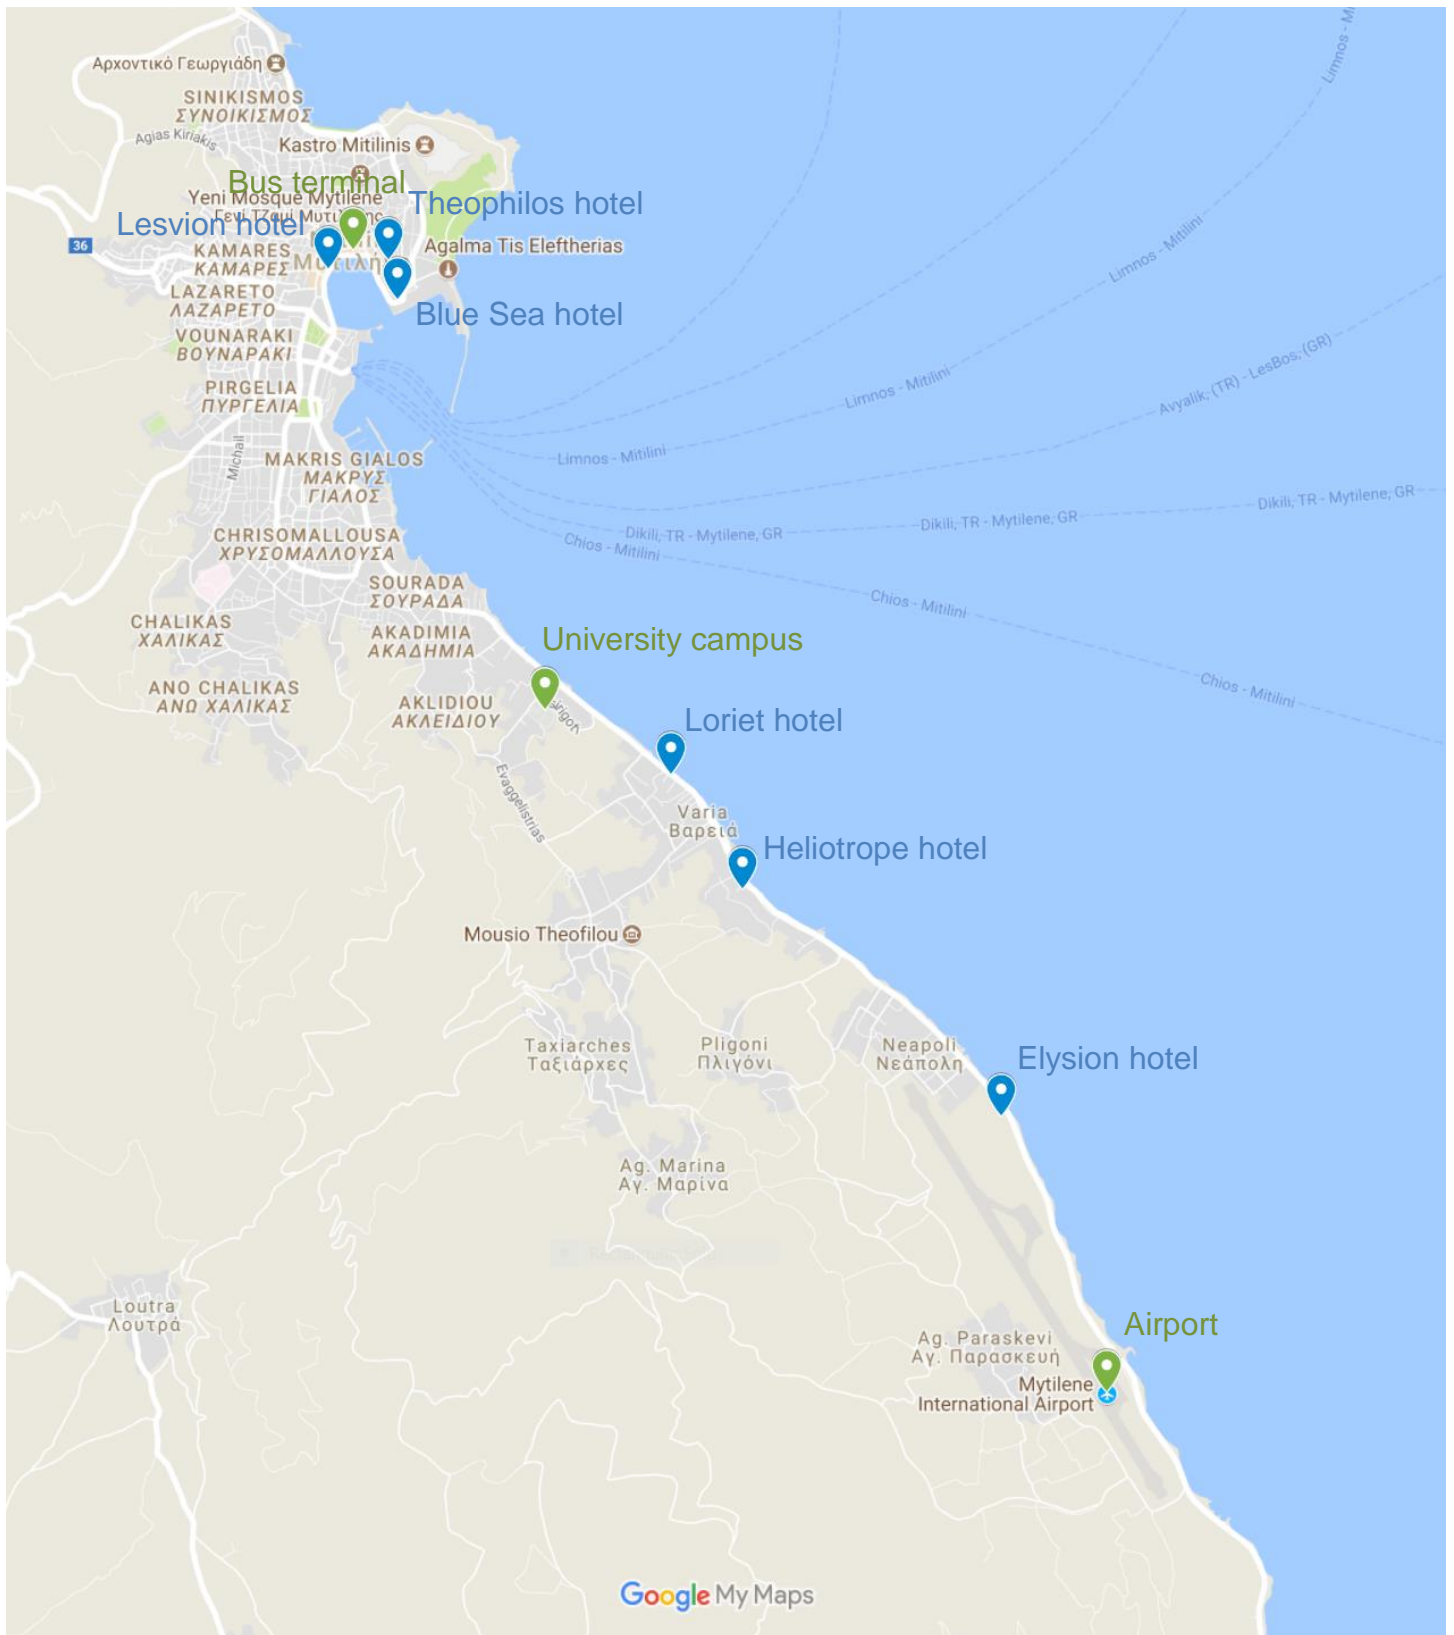 Limnos - Mi
Αρχοντικό Γεωργιάδη
SINIKISMOS
ΣΥΝΟΙΚΙΣΜΟΣ
Agias Kiriakis
Kastro Mitilinis
Bus terminal
Yeni Mosque Mytilene
Γενί Τζαμί Μυτιλήνης
Theophilos hotel
Lesvion hotel
36
KAMARES
ΚΑΜΑΡΕΣ
Agalma Tis Eleftherias
Limnos - Mitilini
LAZARETO
ΛΑΖΑΡΕΤΟ
Blue Sea hotel
VOUNARAKI
ΒΟΥΝΑΡΑΚΙ
PIRGELIA
ΠΥΡΓΕΛΙΑ
Limnos - Mitilini
Avyalik, (TR) - LesBos, (GR)
Michail
MAKRIS GIALOS
ΜΑΚΡΥΣ
ΓΙΑΛΟΣ
Limnos - Mitilini
Dikili, TR - Mytilene, GR
Dikili, TR - Mytilene, GR
Dikili, TR - Mytilene, GR
CHRISOMALLOUSA
ΧΡΥΣΟΜΑΛΛΟΥΣΑ
Chios - Mitilini
SOURADA
ΣΟΥΡΑΔΑ
Chios - Mitilini
CHALIKAS
ΧΑΛΙΚΑΣ
AKADIMIA
ΑΚΑΔΗΜΙΑ
University campus
ANO CHALIKAS
ΑΝΩ ΧΑΛΙΚΑΣ
AKLIDIOU
ΑΚΛΕΙΔΙΟΥ
Chios - Mitilini
Loriet hotel
Evaggelistrias
Varia
Βαρειά
Heliotrope hotel
Mousio Theofilou
Taxiarches
Ταξιάρχες
Pligoni
Πλιγόνι
Neapoli
Νεάπολη
Elysion hotel
Ag. Marina
Αγ. Μαρίνα
Loutra
Λουτρά
Airport
Ag. Paraskevi
Αγ. Παρασκευή
Mytilene
International Airport
Google My Maps